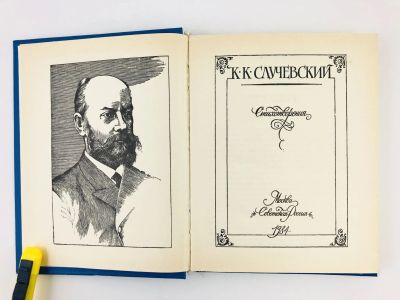 К·К·СЛУЧЕВСКИЙ
Стихотворения
Москва
«Советская Россия»
1984